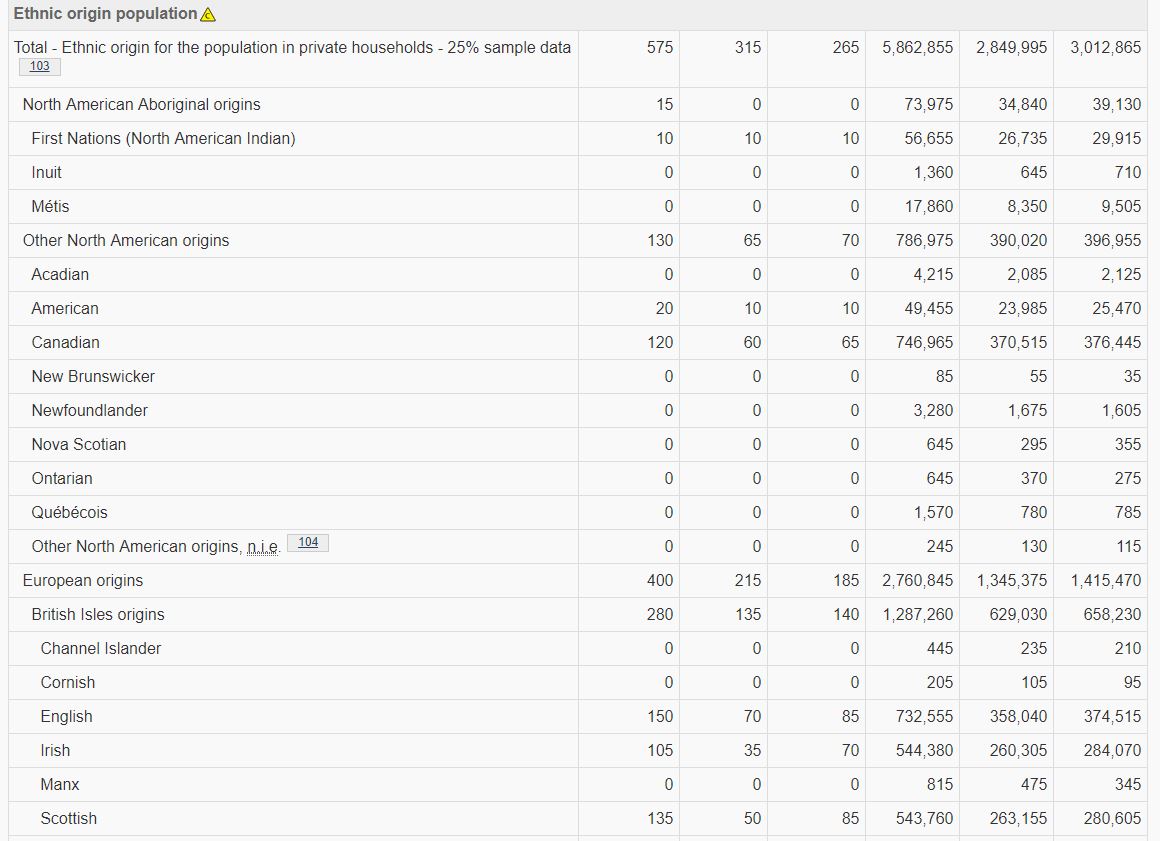 Ethnic origin population
Total - Ethnic origin for the population in private households - 25% sample data 575 315 265 5,862,855 2,849,995 3,012,865
103
North American Aboriginal origins 15 0 0 73,975 34,840 39,130
First Nations (North American Indian) 10 10 10 56,655 26,735 29,915
Inuit 0 0 0 1,360 645 710
Métis 0 0 0 17,860 8,350 9,505
Other North American origins 130 65 70 786,975 390,020 396,955
Acadian 0 0 0 4,215 2,085 2,125
American 20 10 10 49,455 23,985 25,470
Canadian 120 60 65 746,965 370,515 376,445
New Brunswicker 0 0 0 85 55 35
Newfoundlander 0 0 0 3,280 1,675 1,605
Nova Scotian 0 0 0 645 295 355
Ontarian 0 0 0 645 370 275
Québécois 0 0 0 1,570 780 785
Other North American origins, n.i.e. 104 0 0 0 245 130 115
European origins 400 215 185 2,760,845 1,345,375 1,415,470
British Isles origins 280 135 140 1,287,260 629,030 658,230
Channel Islander 0 0 0 445 235 210
Cornish 0 0 0 205 105 95
English 150 70 85 732,555 358,040 374,515
Irish 105 35 70 544,380 260,305 284,070
Manx 0 0 0 815 475 345
Scottish 135 50 85 543,760 263,155 280,605